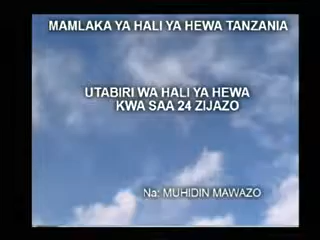 MAMLAKA YA HALI YA HEWA TANZANIA
UTABIRI WA HALI YA HEWA
KWA SAA 24 ZIJAZO
Na: MUHIDIN MAWAZO